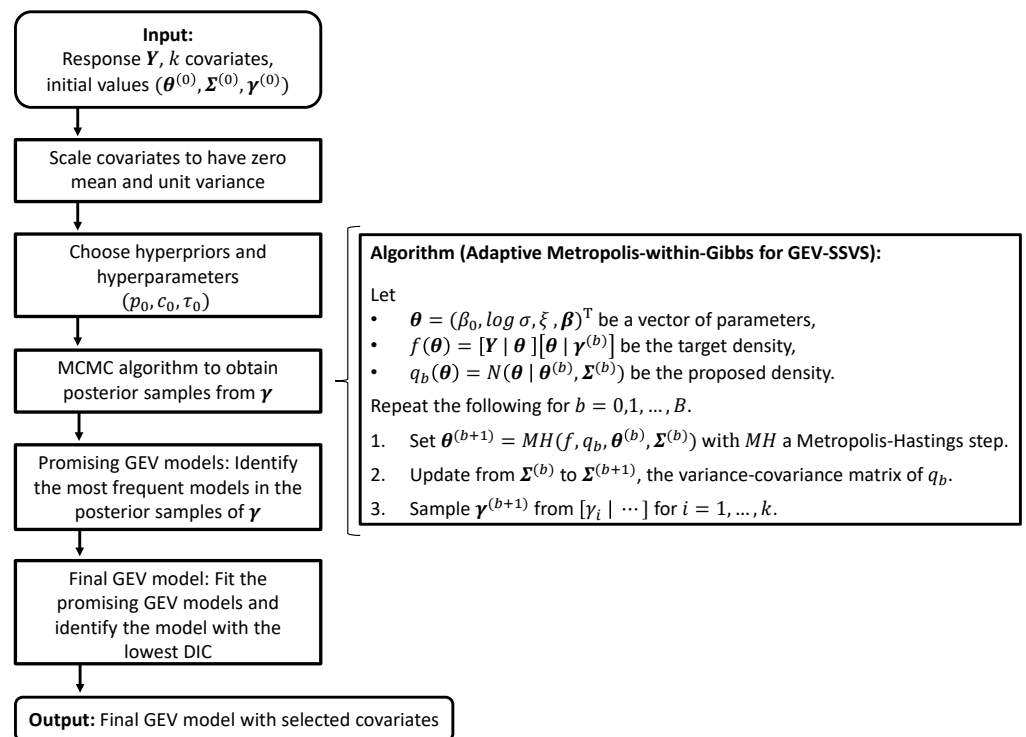 Input:
Response Y, k covariates,
initial values (θ⁽⁰⁾, Σ⁽⁰⁾, γ⁽⁰⁾)
Scale covariates to have zero
mean and unit variance
Choose hyperpriors and
hyperparameters
(p₀, c₀, τ₀)
MCMC algorithm to obtain
posterior samples from γ
Promising GEV models: Identify
the most frequent models in the
posterior samples of γ
Final GEV model: Fit the
promising GEV models and
identify the model with the
lowest DIC
Output: Final GEV model with selected covariates
Algorithm (Adaptive Metropolis-within-Gibbs for GEV-SSVS):
Let
• θ = (β₀, log σ, ξ , β)ᵀ be a vector of parameters,
• f(θ) = [Y | θ ][θ | γ⁽ᵇ⁾] be the target density,
• q_b(θ) = N(θ | θ⁽ᵇ⁾, Σ⁽ᵇ⁾) be the proposed density.
Repeat the following for b = 0,1, … , B.
1. Set θ⁽ᵇ⁺¹⁾ = MH(f, q_b, θ⁽ᵇ⁾, Σ⁽ᵇ⁾) with MH a Metropolis-Hastings step.
2. Update from Σ⁽ᵇ⁾ to Σ⁽ᵇ⁺¹⁾, the variance-covariance matrix of q_b.
3. Sample γ⁽ᵇ⁺¹⁾ from [γᵢ | ⋯ ] for i = 1, … , k.